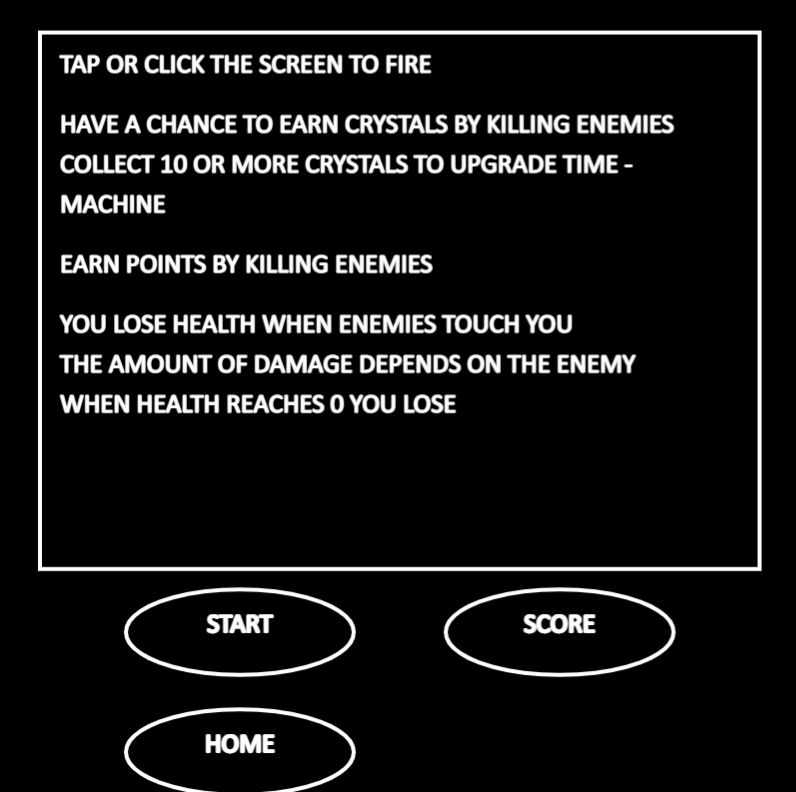 TAP OR CLICK THE SCREEN TO FIRE
HAVE A CHANCE TO EARN CRYSTALS BY KILLING ENEMIES
COLLECT 10 OR MORE CRYSTALS TO UPGRADE TIME -
MACHINE
EARN POINTS BY KILLING ENEMIES
YOU LOSE HEALTH WHEN ENEMIES TOUCH YOU
THE AMOUNT OF DAMAGE DEPENDS ON THE ENEMY
WHEN HEALTH REACHES 0 YOU LOSE
START
SCORE
HOME